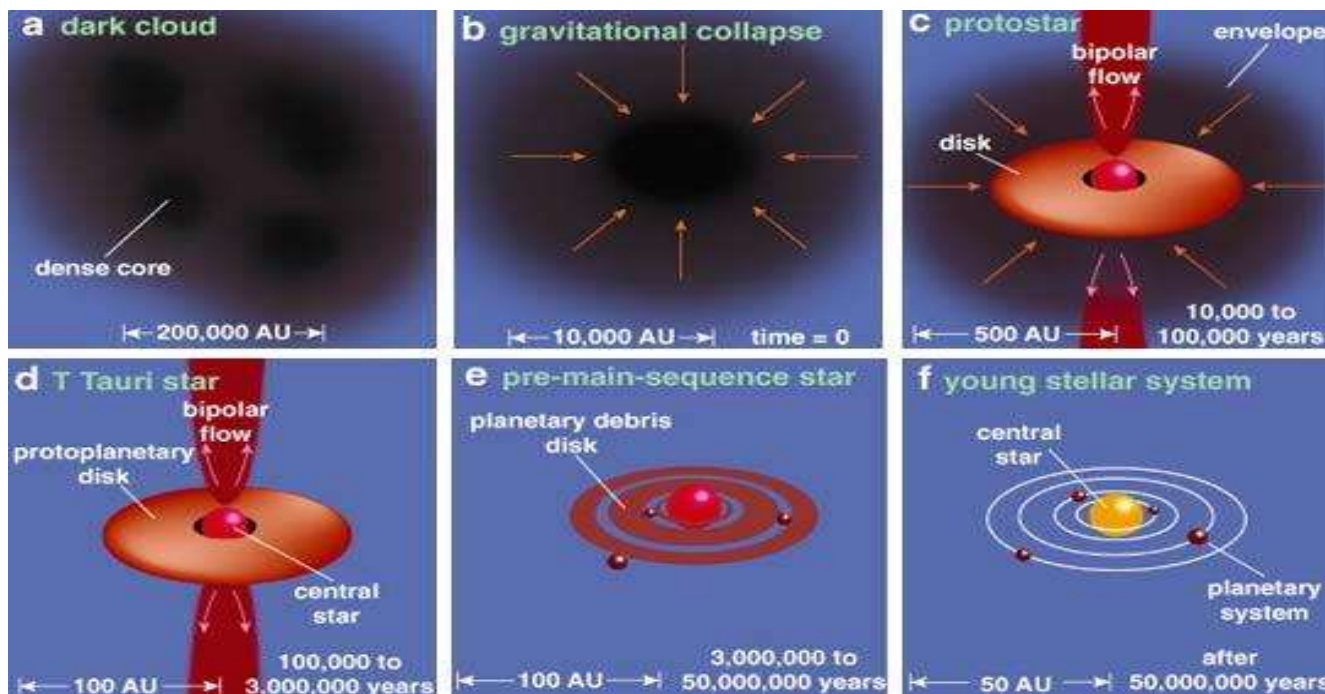 a dark cloud
dense core
200,000 AU
b gravitational collapse
10,000 AU
time = 0
c protostar
envelope
bipolar
flow
disk
500 AU
10,000 to
100,000 years
d T Tauri star
bipolar
flow
protoplanetary
disk
central
star
100 AU
100,000 to
3,000,000 years
e pre-main-sequence star
planetary debris
disk
100 AU
3,000,000 to
50,000,000 years
f young stellar system
central
star
planetary
system
50 AU
after
50,000,000 years